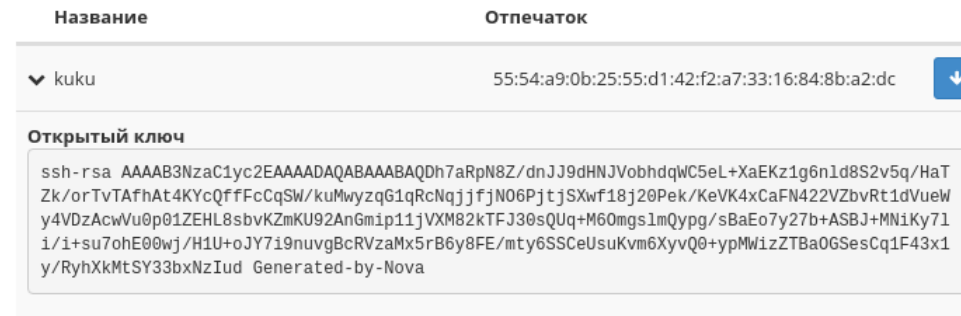 Название Отпечаток
kuku 55:54:a9:0b:25:55:d1:42:f2:a7:33:16:84:8b:a2:dc
Открытый ключ
ssh-rsa AAAAB3NzaC1yc2EAAAADAQABAAABAQDh7aRpN8Z/dnJJ9dHNJVobhdqWC5eL+XaEKz1g6nld8S2v5q/HaT
Zk/orTvTAfhAt4KYcQffFcCqSW/kuMwyzqG1qRcNqjjfjNO6PjtjSXwf18j20Pek/KeVK4xCaFN422VZbvRt1dVueW
y4VDzAcwVu0p01ZEHL8sbvKZmKU92AnGmip11jVXM82kTFJ30sQUq+M6OmgslmQypg/sBaEo7y27b+ASBJ+MNiKy7l
i/i+su7ohE00wj/H1U+oJY7i9nuvgBcRVzaMx5rB6y8FE/mty6SSCeUsuKvm6XyvQ0+ypMWizZTBaOGSesCq1F43x1
y/RyhXkMtSY33bxNzIud Generated-by-Nova